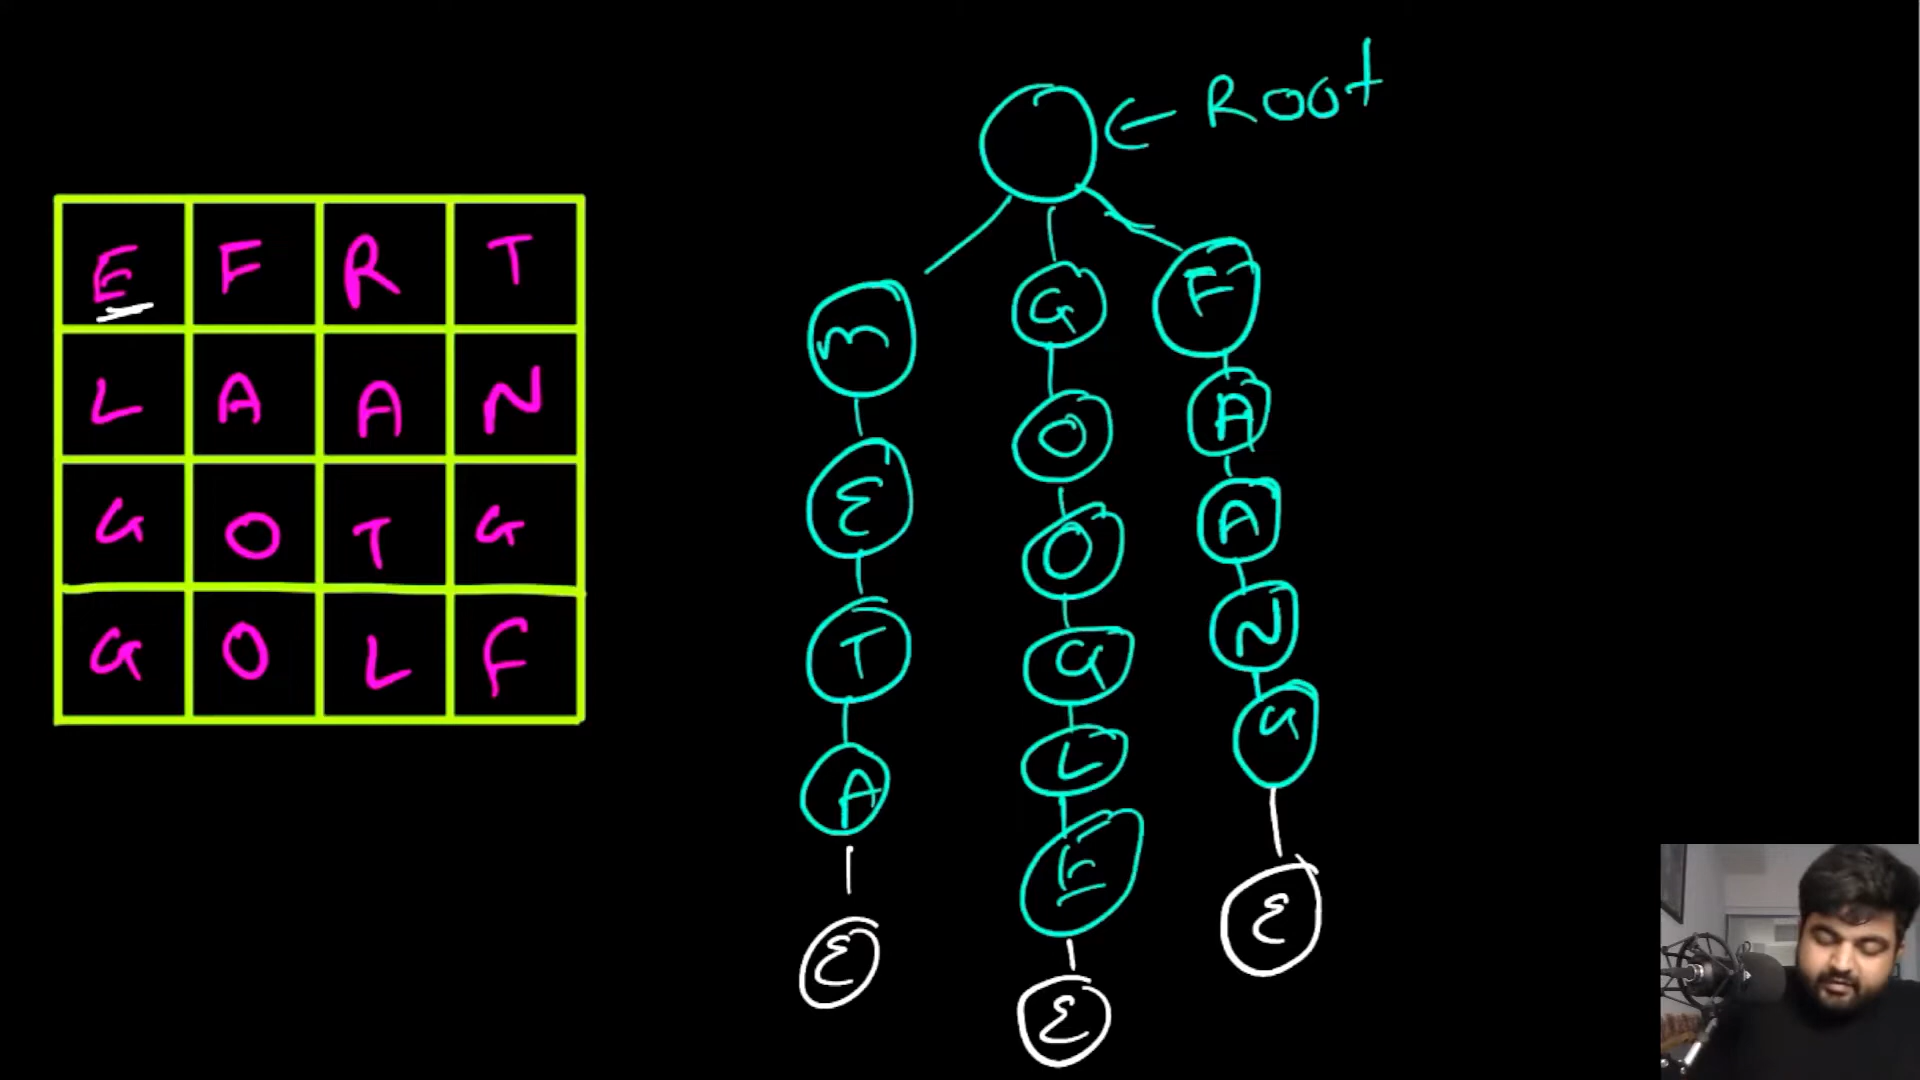 Root
E F R T
L A A N
G O T G
G O L F
M E T A E
G O O G L E E
F A A N G E